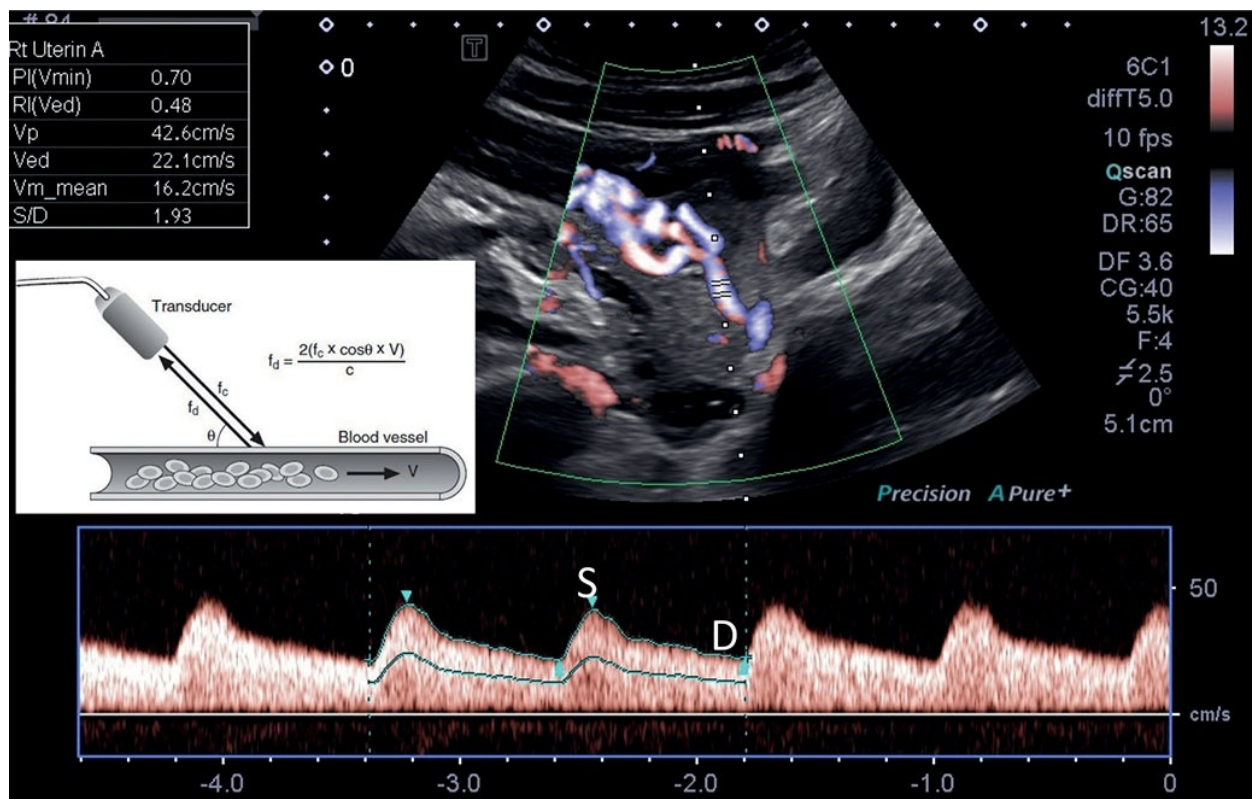 # 84
Rt Uterin A
PI(Vmin) 0.70
RI(Ved) 0.48
Vp 42.6cm/s
Ved 22.1cm/s
Vm_mean 16.2cm/s
S/D 1.93
T
0
13.2
6C1
diffT5.0
10 fps
Qscan
G:82
DR:65
DF 3.6
CG:40
5.5k
F:4
2.5
0°
5.1cm
Transducer
fd = 2(fc x cosθ x V) / c
fc
fd
θ
Blood vessel
V
Precision APure+
S
D
50
cm/s
-4.0 -3.0 -2.0 -1.0 0